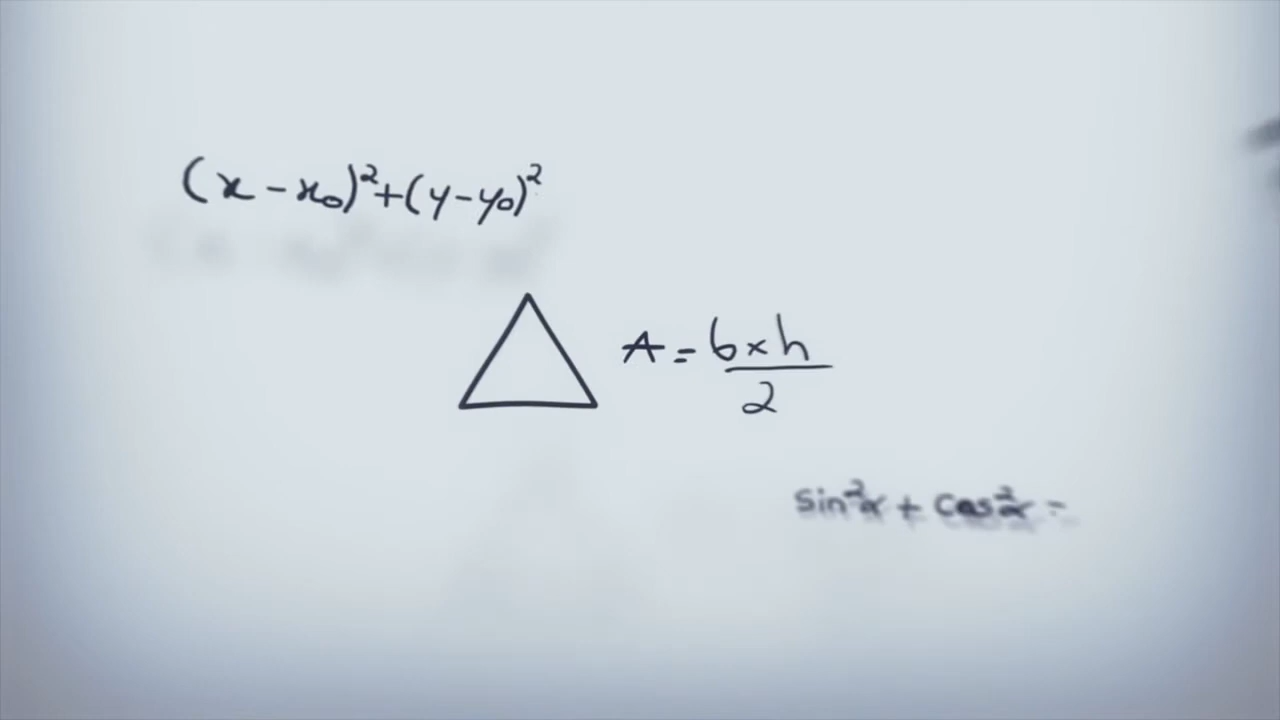 (x - x₀)² + (y - y₀)²
A = b × h / 2
sin²α + cos²α =